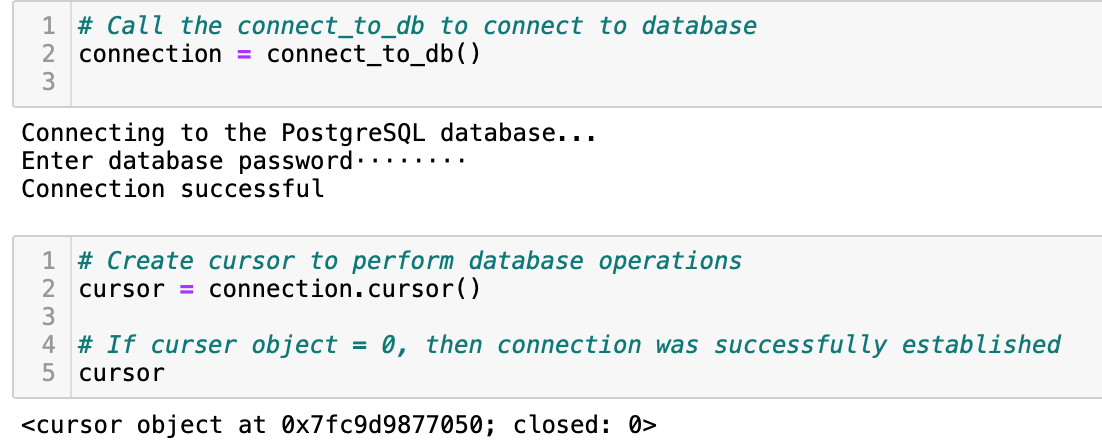 1 # Call the connect_to_db to connect to database
2 connection = connect_to_db()
3
Connecting to the PostgreSQL database...
Enter database password········
Connection successful
1 # Create cursor to perform database operations
2 cursor = connection.cursor()
3
4 # If curser object = 0, then connection was successfully established
5 cursor
<cursor object at 0x7fc9d9877050; closed: 0>